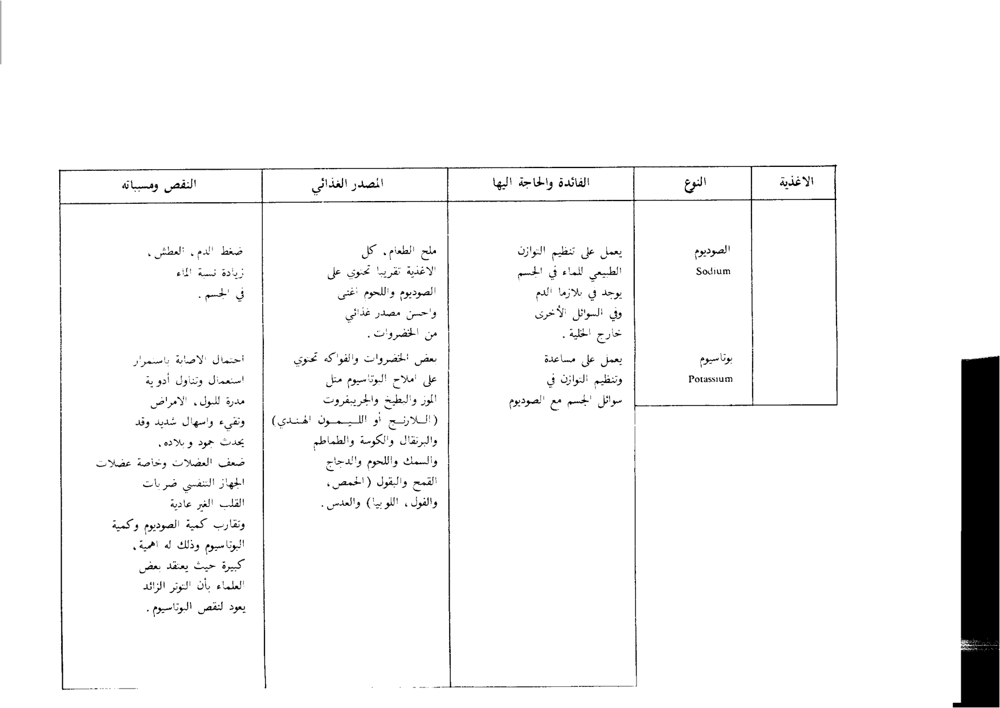 الاغذية
النوع
الفائدة والحاجة اليها
المصدر الغذائي
النقص ومسبباته
الصوديوم
Sodium
يعمل على تنظيم التوازن
الطبيعي للماء في الجسم
يوجد في بلازما الدم
وفي السوائل الأخرى
خارج الخلية .
ملح الطعام، كل
الاغذية تقريبا تحتوي على
الصوديوم واللحوم اغنى
واحسن مصدر غذائي
من الخضروات .
ضغط الدم، العطش،
زيادة نسبة الماء
في الجسم .
بوتاسيوم
Potassium
يعمل على مساعدة
وتنظيم التوازن في
سوائل الجسم مع الصوديوم
بعض الخضروات والفواكه تحتوي
على املاح البوتاسيوم مثل
الموز والبطيخ والجريبفروت
(الـلارنـج أو الليـمـون الهنـدي)
والبرتقال والكوسة والطماطم
والسمك واللحوم والدجاج
القمح والبقول (الحمص،
والفول، اللوبيا) والعدس .
احتمال الاصابة باستمرار
استعمال وتناول أدوية
مدرة للبول، الامراض
وتقيء واسهال شديد وقد
يحدث جمود وبلاده،
ضعف العضلات وخاصة عضلات
الجهاز التنفسي ضربات
القلب الغير عادية
وتقارب كمية الصوديوم وكمية
البوتاسيوم وذلك له اهمية،
كبيرة حيث يعتقد بعض
العلماء بأن التوتر الزائد
يعود لنقص البوتاسيوم .